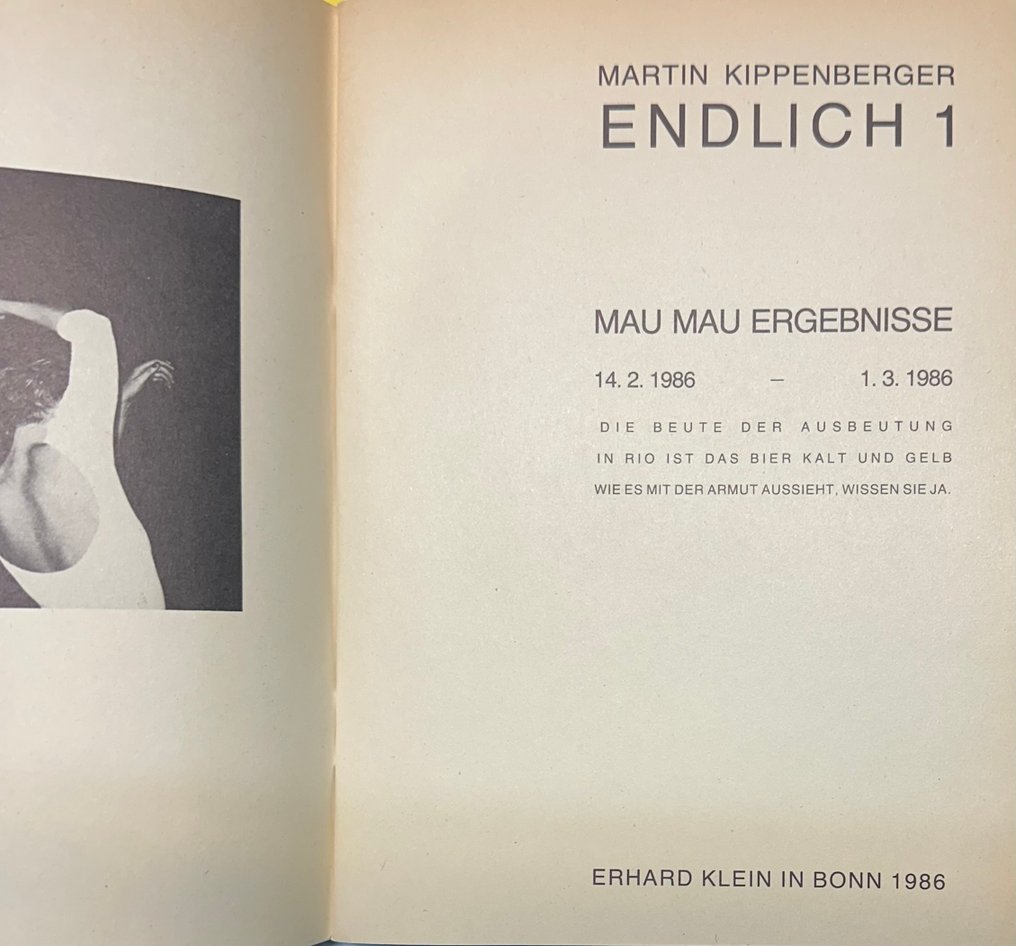 MARTIN KIPPENBERGER
ENDLICH 1
MAU MAU ERGEBNISSE
14. 2. 1986 – 1. 3. 1986
DIE BEUTE DER AUSBEUTUNG
IN RIO IST DAS BIER KALT UND GELB
WIE ES MIT DER ARMUT AUSSIEHT, WISSEN SIE JA.
ERHARD KLEIN IN BONN 1986